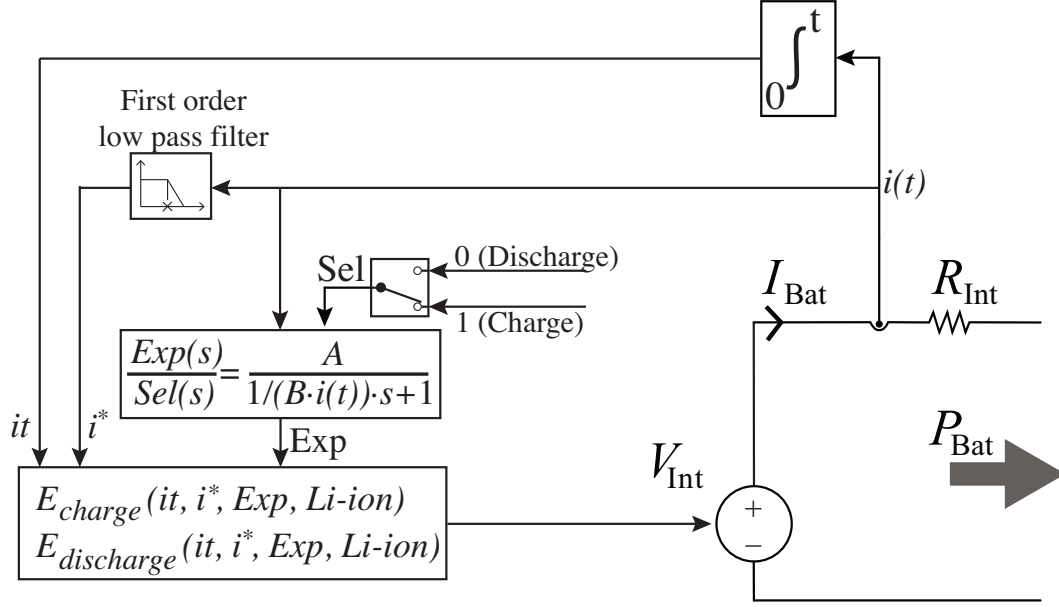 ∫
t
0
First order
low pass filter
i(t)
0 (Discharge)
Sel
1 (Charge)
I_Bat
R_Int
Exp(s)/Sel(s) = A/(1/(B·i(t))·s+1)
it
i*
Exp
P_Bat
V_Int
E_charge (it, i*, Exp, Li-ion)
E_discharge (it, i*, Exp, Li-ion)
+
−